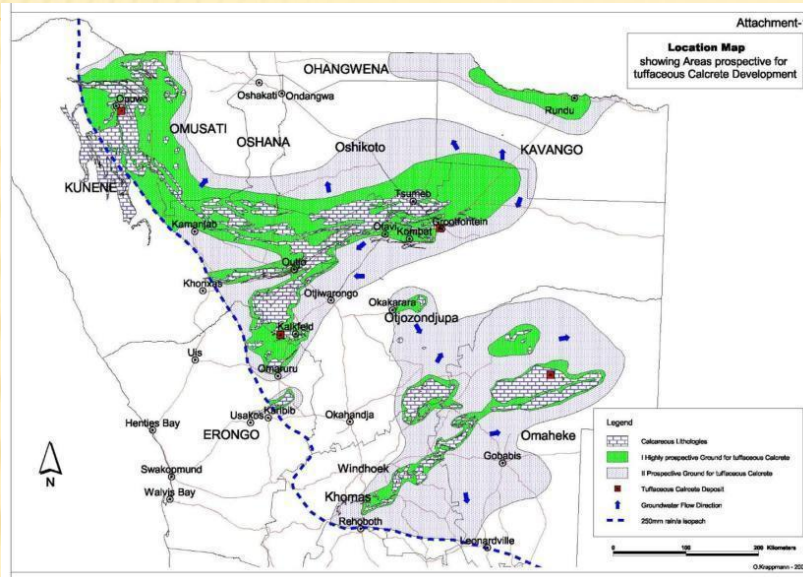 Attachment-1
Location Map
showing Areas prospective for
tuffaceous Calcrete Development
OHANGWENA
Oshakati
Ondangwa
Rundu
Opuwo
OMUSATI
OSHANA
Oshikoto
KAVANGO
KUNENE
Tsumeb
Kamanjab
Otavi
Kombat
Grootfontein
Outjo
Khorixas
Otjiwarongo
Okakarara
Otjozondjupa
Kalkfeld
Uis
Omaruru
Karibib
Usakos
Okahandja
Henties Bay
ERONGO
Omaheke
Gobabis
Windhoek
Swakopmund
Walvis Bay
Khomas
Rehoboth
Leonardville
N
Legend
Calcareous Lithologies
I Highly prospective Ground for tuffaceous Calcrete
II Prospective Ground for tuffaceous Calcrete
Tuffaceous Calcrete Deposit
Groundwater Flow Direction
250mm rainfa isopach
0 100 200 Kilometers
O.Krappmann -